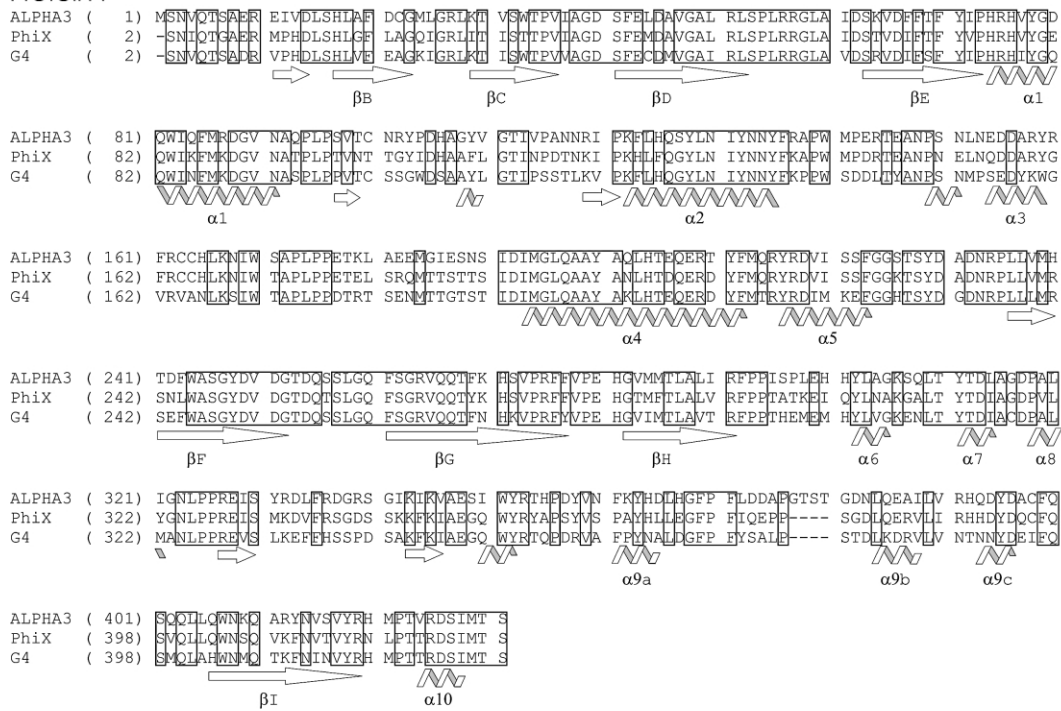 ALPHA3 ( 1) MSNVQTSAER EIVDLSHLAF DCGMLGRLKT VSWTPVIAGD SFELDAVGAL RLSPLRRGLA IDSKVDFFTF YIPHRHVYGD
PhiX ( 2) -SNIQTGAER MPHDLSHLGF LAGQIGRLIT ISTTPVIAGD SFEMDAVGAL RLSPLRRGLA IDSTVDIFTF YVPHRHVYGE
G4 ( 2) -SNVQTSADR VPHDLSHLVF EAGKIGRLKT ISWTPVVAGD SFECDMVGAI RLSPLRRGLA VDSRVDIFSF YIPHRHIYGQ
βB βC βD βE α1
ALPHA3 ( 81) QWIQFMRDGV NAQPLPSVTC NRYPDHAGYV GTIVPANNRI PKFLHQSYLN IYNNYFRAPW MPERTEANPS NLNEDDARYR
PhiX ( 82) QWIKFMKDGV NATPLPTVNT TGYIDHAAFL GTINPDTNKI PKHLFQGYLN IYNNYFKAPW MPDRTEANPN ELNQDDARYG
G4 ( 82) QWINFMKDGV NASPLPPVTC SSGWDSAAYL GTIPSSTLKV PKFLHQGYLN IYNNYFKPPW SDDLTYANPS NMPSEDYKWG
α1 α2 α3
ALPHA3 ( 161) FRCCHLKNIW SAPLPPETKL AEEMGIESNS IDIMGLQAAY AQLHTEQERT YFMQRYRDVI SSFGGSTSYD ADNRPLLVMH
PhiX ( 162) FRCCHLKNIW TAPLPPETEL SRQMTTSTTS IDIMGLQAAY ANLHTDQERD YFMQRYRDVI SSFGGKTSYD ADNRPLLVMR
G4 ( 162) VRVANLKSIW TAPLPPDTRT SENMTTGTST IDIMGLQAAY AKLHTEQERD YFMTRYRDIM KEFGGHTSYD GDNRPLLLMR
α4 α5
ALPHA3 ( 241) TDFWASGYDV DGTDQSSLGQ FSGRVQQTFK HSVPRFFVPE HGVMMTLALI RFPPISPLEH HYLAGKSQLT YTDLAGDPAL
PhiX ( 242) SNLWASGYDV DGTDQTSLGQ FSGRVQQTYK HSVPRFFVPE HGTMFTLALV RFPPTATKEI QYLNAKGALT YTDIAGDPVL
G4 ( 242) SEFWASGYDV DGTDQSSLGQ FSGRVQQTFN HKVPRFYVPE HGVIMTLAVT RFPPTHEMEM HYLVGKENLT YTDIACDPAL
βF βG βH α6 α7 α8
ALPHA3 ( 321) IGNLPPREIS YRDLFRDGRS GIKIKVAESI WYRTHPDYVN FKYHDLHGFP FLDDAPGTST GDNLQEAILV RHQDYDACFQ
PhiX ( 322) YGNLPPREIS MKDVFRSGDS SKKFKIAEGQ WYRYAPSYVS PAYHLLEGFP FIQEPP---- SGDLQERVLI RHHDYDQCFQ
G4 ( 322) MANLPPREVS LKEFFHSSPD SAKFKIAEGQ WYRTQPDRVA FPYNALDGFP FYSALP---- STDLKDRVLV NTNNYDEIFQ
α9a α9b α9c
ALPHA3 ( 401) SQQLLQWNKQ ARYNVSVYRH MPTVRDSIMT S
PhiX ( 398) SVQLLQWNSQ VKFNVTVYRN LPTTRDSIMT S
G4 ( 398) SMQLAHWNMQ TKFNINVYRH MPTTRDSIMT S
βI α10